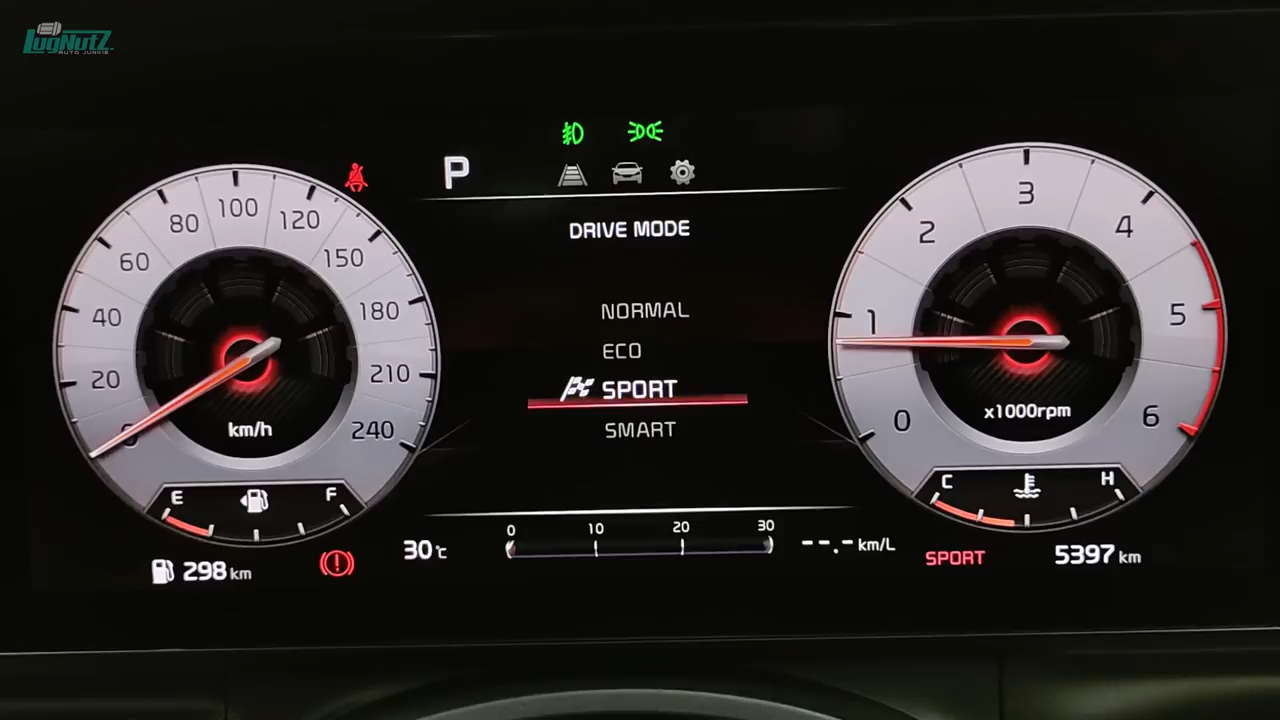 LugNutZ
AUTO JUNKIE
P
DRIVE MODE
NORMAL
ECO
SPORT
SMART
0
20
40
60
80
100
120
150
180
210
240
km/h
E
F
298 km
30℃
0 10 20 30
--.- km/L
0
1
2
3
4
5
6
x1000rpm
C
H
SPORT
5397 km